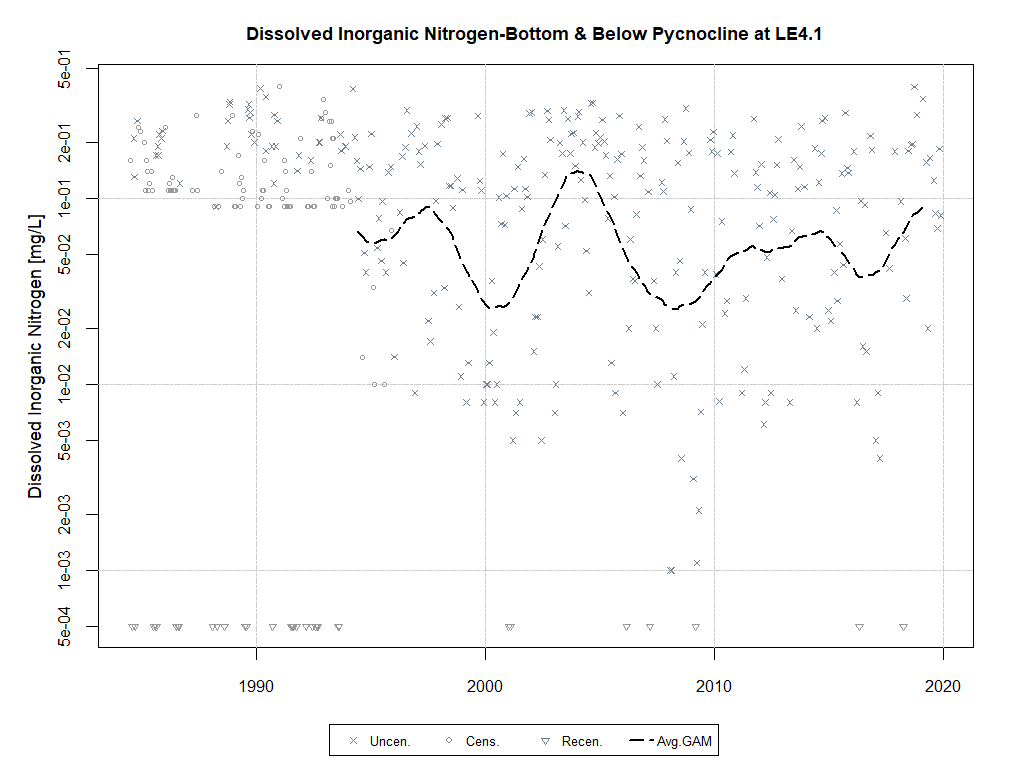 Dissolved Inorganic Nitrogen-Bottom & Below Pycnocline at LE4.1
Dissolved Inorganic Nitrogen [mg/L]
5e-01
2e-01
1e-01
5e-02
2e-02
1e-02
5e-03
2e-03
1e-03
5e-04
1990 2000 2010 2020
Uncen. Cens. Recen. Avg.GAM